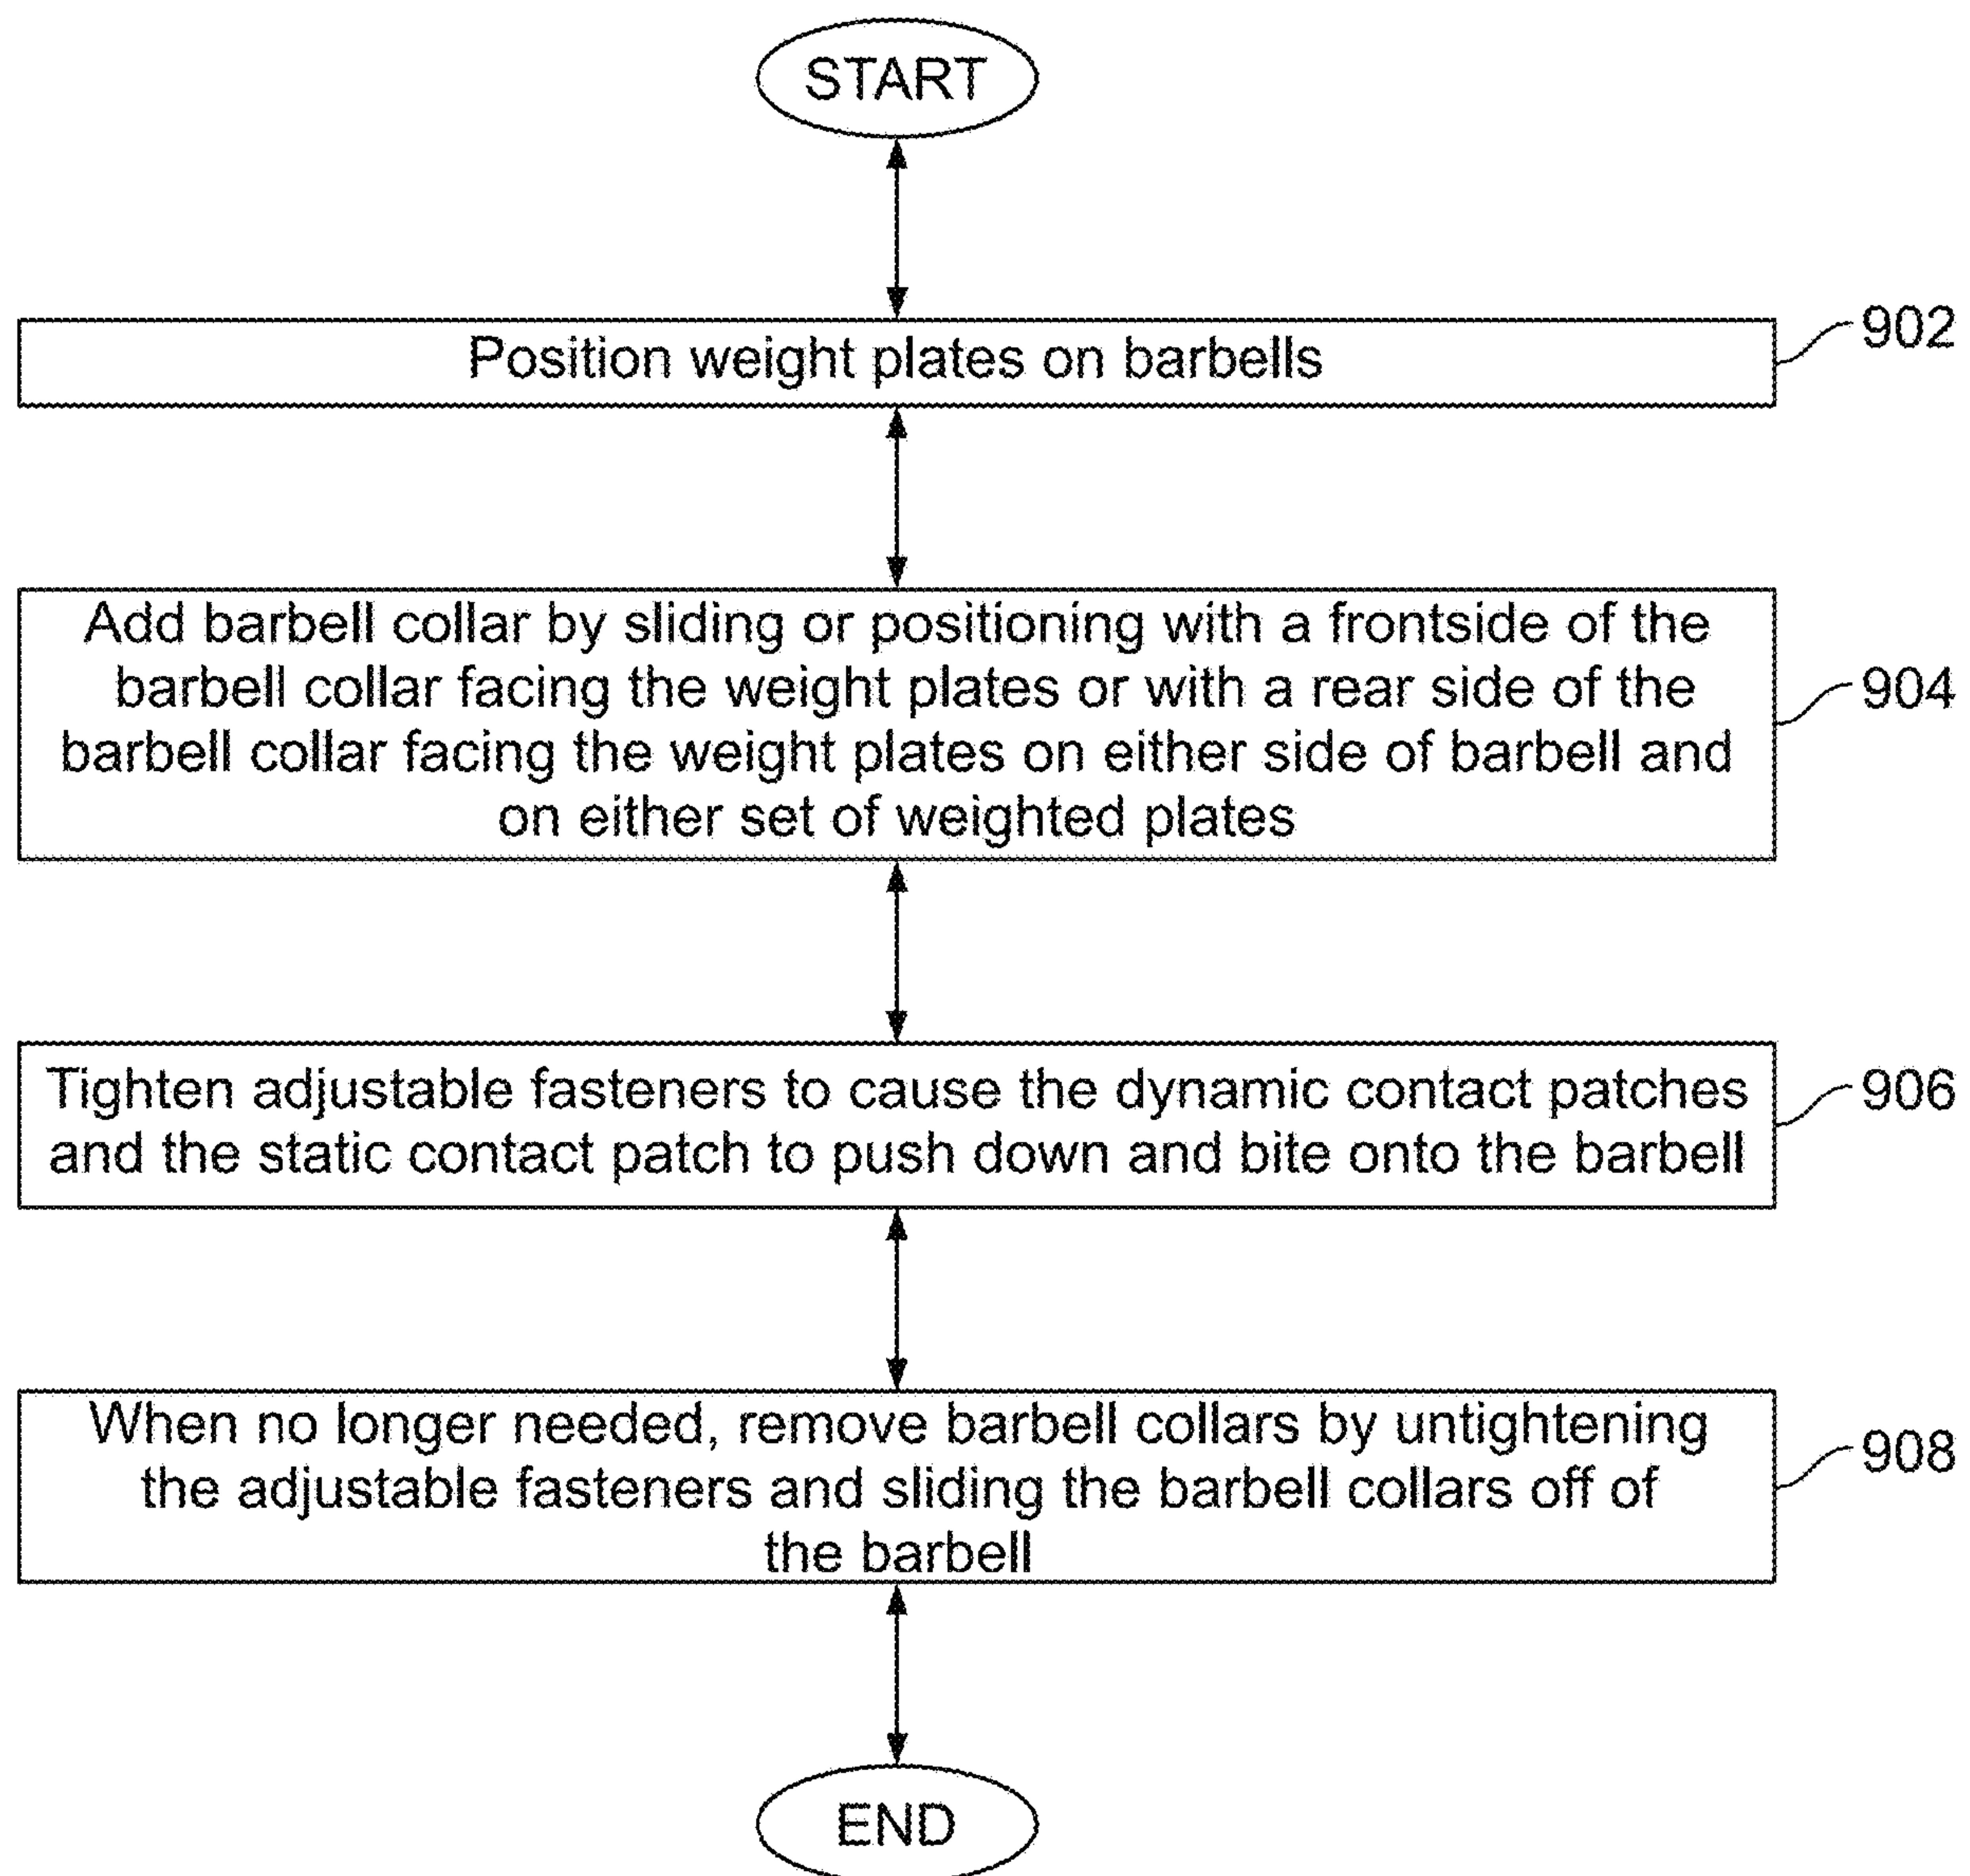 START
Position weight plates on barbells
902
Add barbell collar by sliding or positioning with a frontside of the
barbell collar facing the weight plates or with a rear side of the
barbell collar facing the weight plates on either side of barbell and
on either set of weighted plates
904
Tighten adjustable fasteners to cause the dynamic contact patches
and the static contact patch to push down and bite onto the barbell
906
When no longer needed, remove barbell collars by untightening
the adjustable fasteners and sliding the barbell collars off of
the barbell
908
END